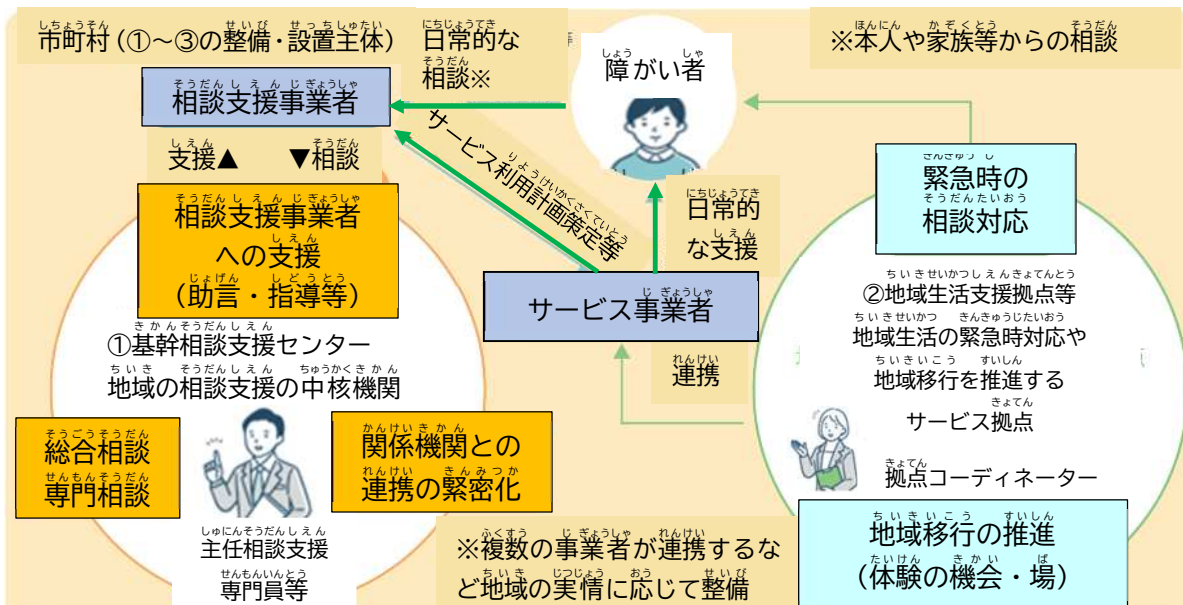 市町村(①～③の整備・設置主体)
日常的な
相談※
障がい者
※本人や家族等からの相談
相談支援事業者
支援▲ ▼相談
サービス利用計画策定等
日常的
な支援
緊急時の
相談対応
相談支援事業者
への支援
(助言・指導等)
サービス事業者
①基幹相談支援センター
地域の相談支援の中核機関
連携
②地域生活支援拠点等
地域生活の緊急時対応や
地域移行を推進する
サービス拠点
総合相談
専門相談
関係機関との
連携の緊密化
拠点コーディネーター
主任相談支援
専門員等
※複数の事業者が連携するな
ど地域の実情に応じて整備
地域移行の推進
(体験の機会・場)